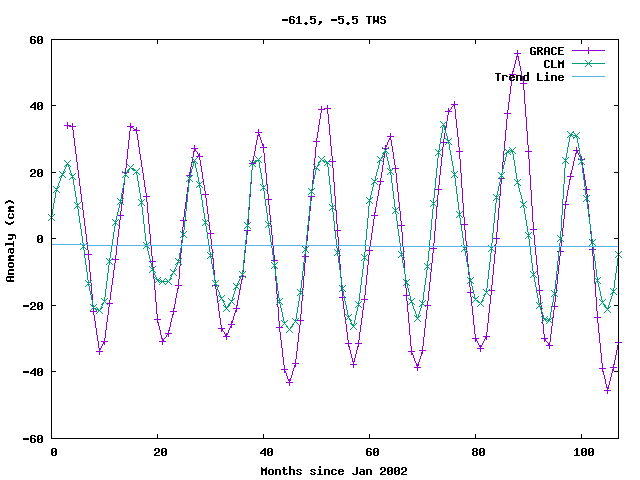 -61.5, -5.5 TWS
GRACE
CLM
Trend Line
60
40
20
0
-20
-40
-60
Anomaly (cm)
0 20 40 60 80 100
Months since Jan 2002